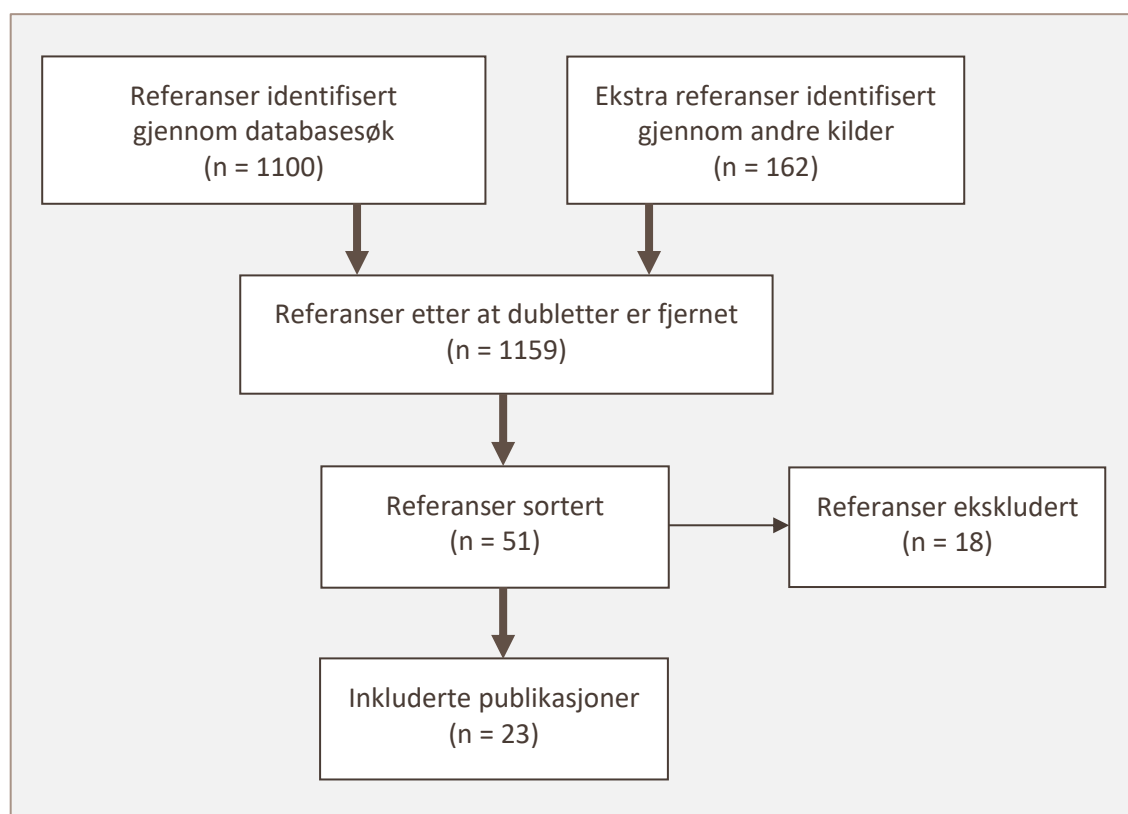 Referanser identifisert
gjennom databasesøk
(n = 1100)
Ekstra referanser identifisert
gjennom andre kilder
(n = 162)
Referanser etter at dubletter er fjernet
(n = 1159)
Referanser sortert
(n = 51)
Referanser ekskludert
(n = 18)
Inkluderte publikasjoner
(n = 23)